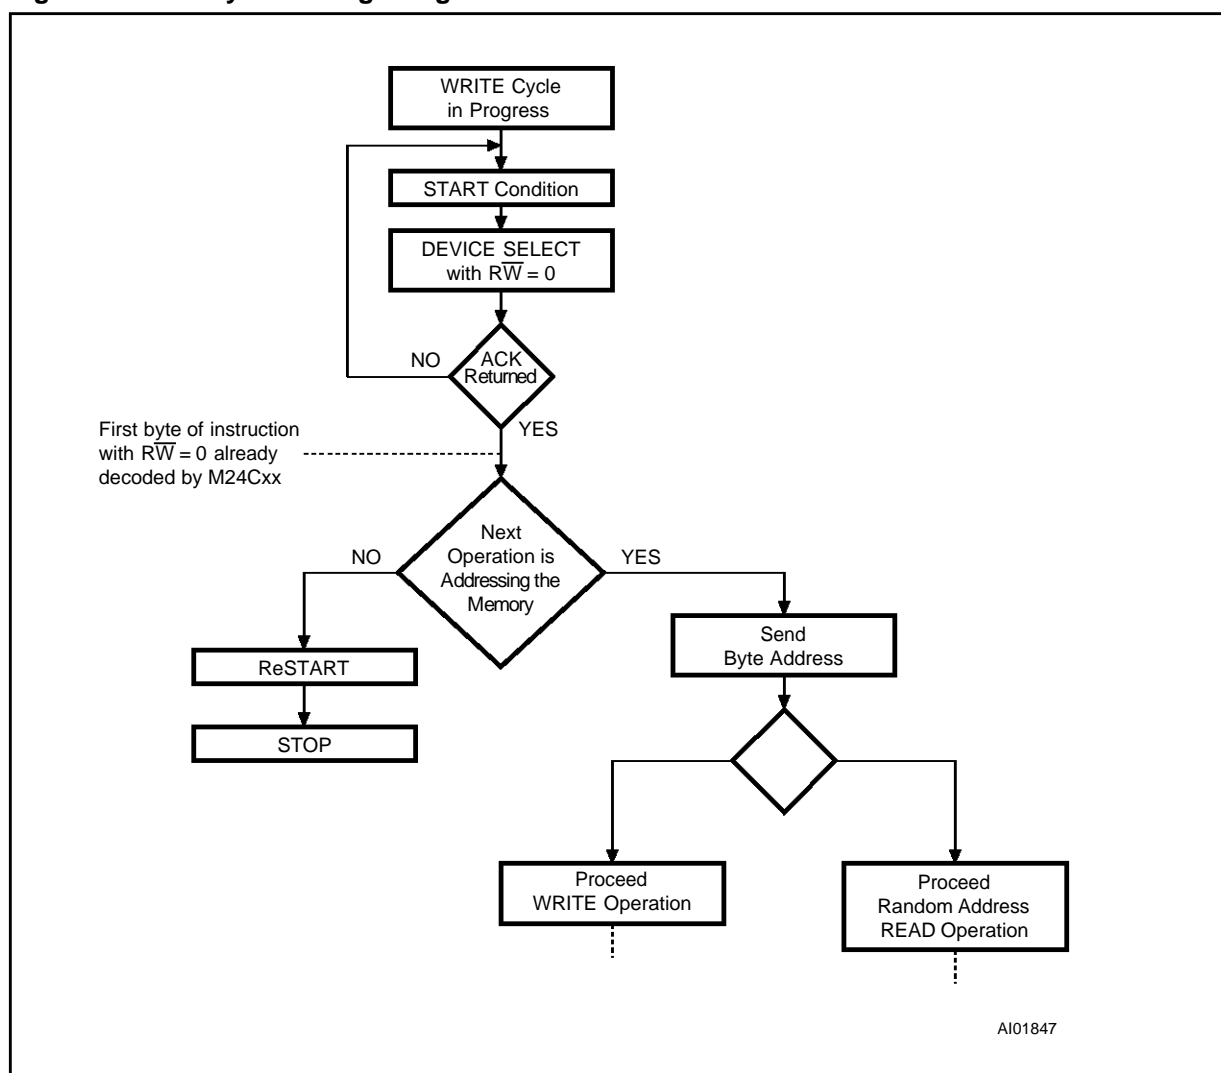 WRITE Cycle
in Progress
START Condition
DEVICE SELECT
with RW̅ = 0
NO
ACK
Returned
YES
First byte of instruction
with RW̅ = 0 already
decoded by M24Cxx
NO
Next
Operation is
Addressing the
Memory
YES
Send
Byte Address
ReSTART
STOP
Proceed
WRITE Operation
Proceed
Random Address
READ Operation
AI01847